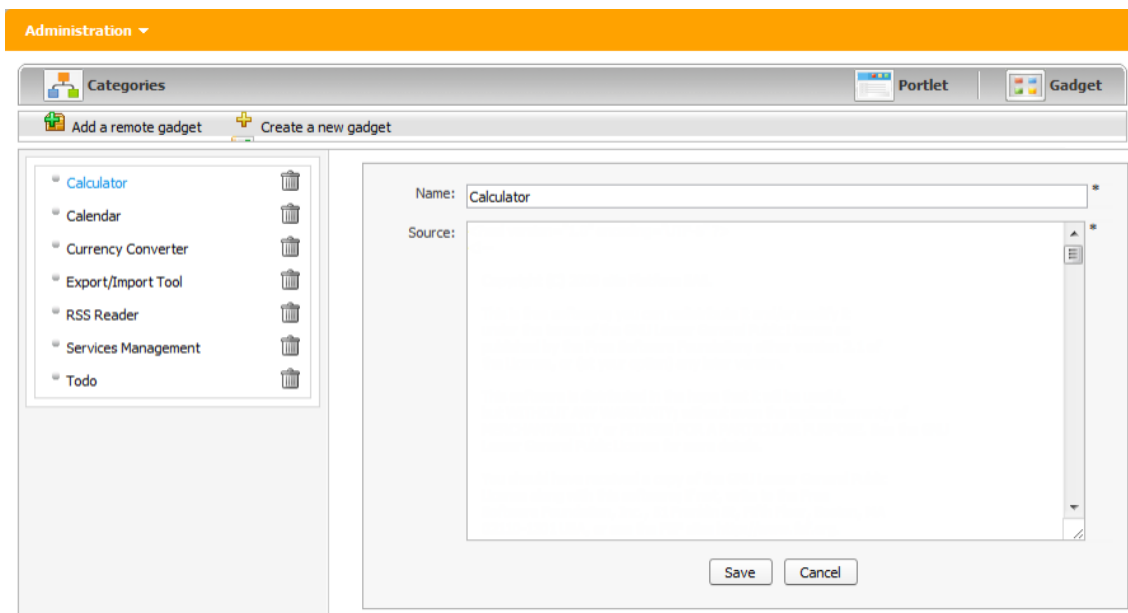 Administration
Categories
Portlet
Gadget
Add a remote gadget
Create a new gadget
Calculator
Calendar
Currency Converter
Export/Import Tool
RSS Reader
Services Management
Todo
Name: Calculator *
Source: *
Save
Cancel